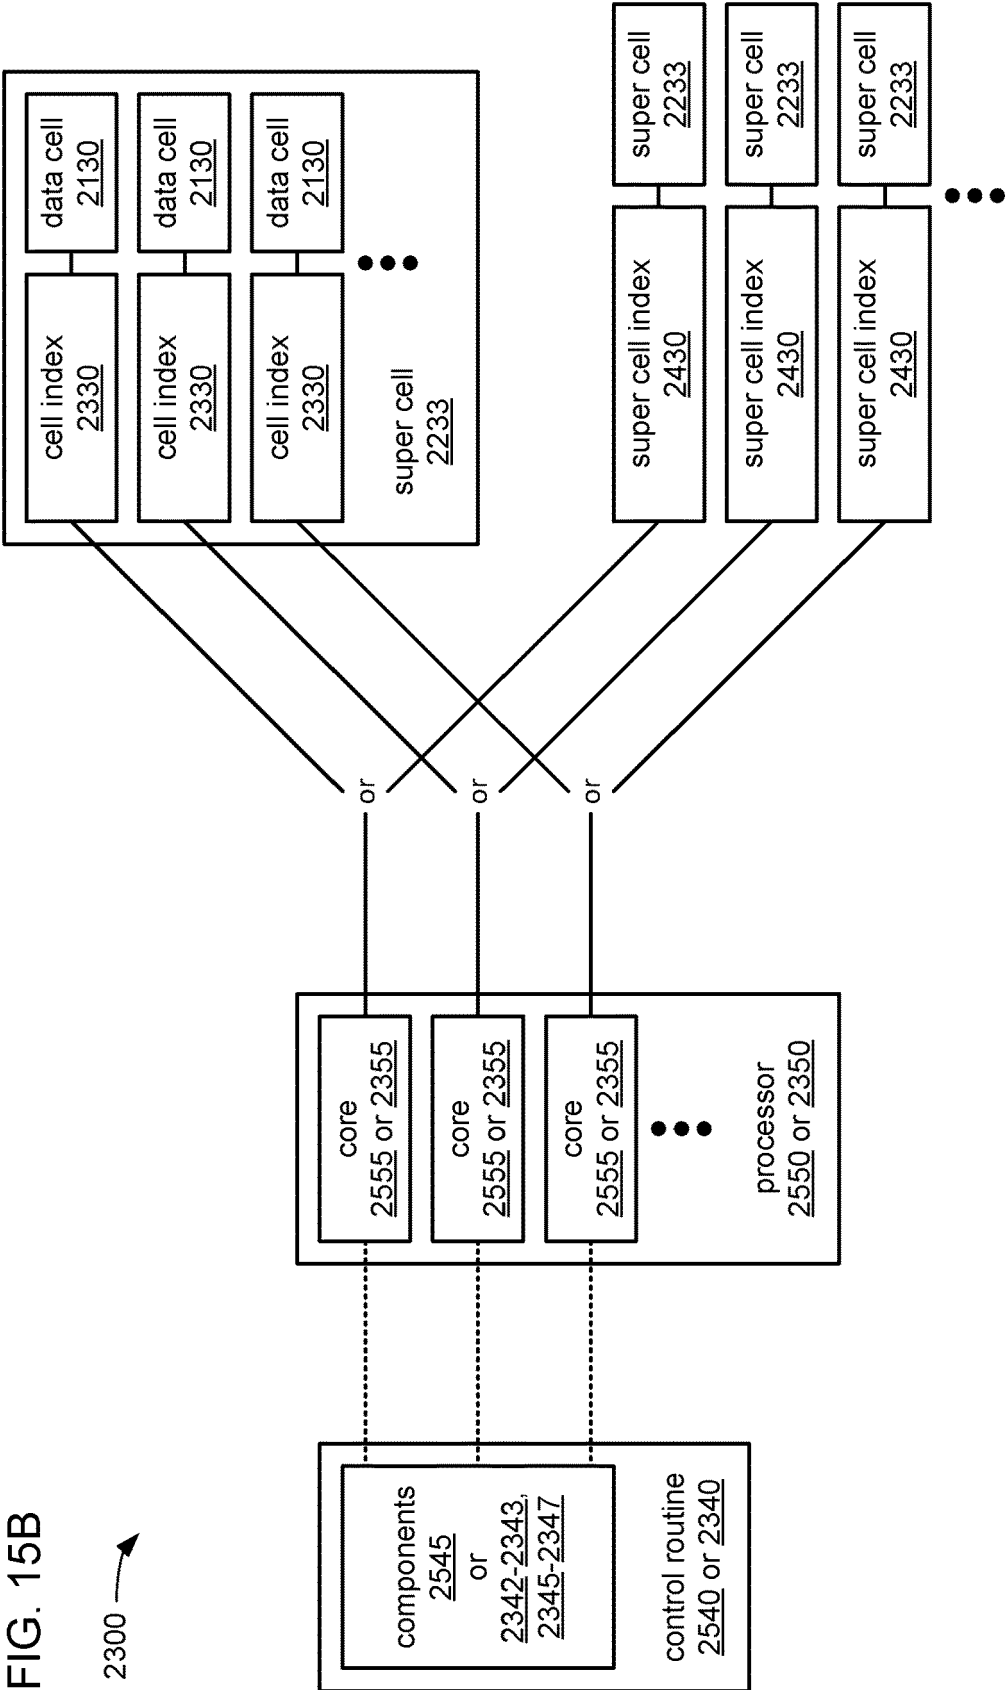 FIG. 15B
2300
components
2545
or
2342-2343,
2345-2347
control routine
2540 or 2340
core
2555 or 2355
core
2555 or 2355
core
2555 or 2355
processor
2550 or 2350
or
or
or
cell index
2330
data cell
2130
cell index
2330
data cell
2130
cell index
2330
data cell
2130
super cell
2233
super cell index
2430
super cell
2233
super cell index
2430
super cell
2233
super cell index
2430
super cell
2233